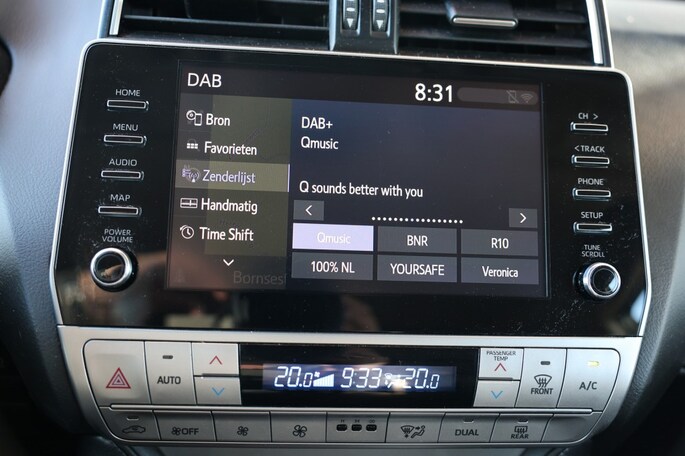 DAB
8:31
HOME
MENU
AUDIO
MAP
POWER
VOLUME
Bron
Favorieten
Zenderlijst
Handmatig
Time Shift
DAB+
Qmusic
Q sounds better with you
Qmusic BNR R10
100% NL YOURSAFE Veronica
CH >
< TRACK
PHONE
SETUP
TUNE
SCROLL
AUTO
20.0 9:33 20.0
PASSENGER
TEMP
FRONT
A/C
OFF
DUAL
REAR